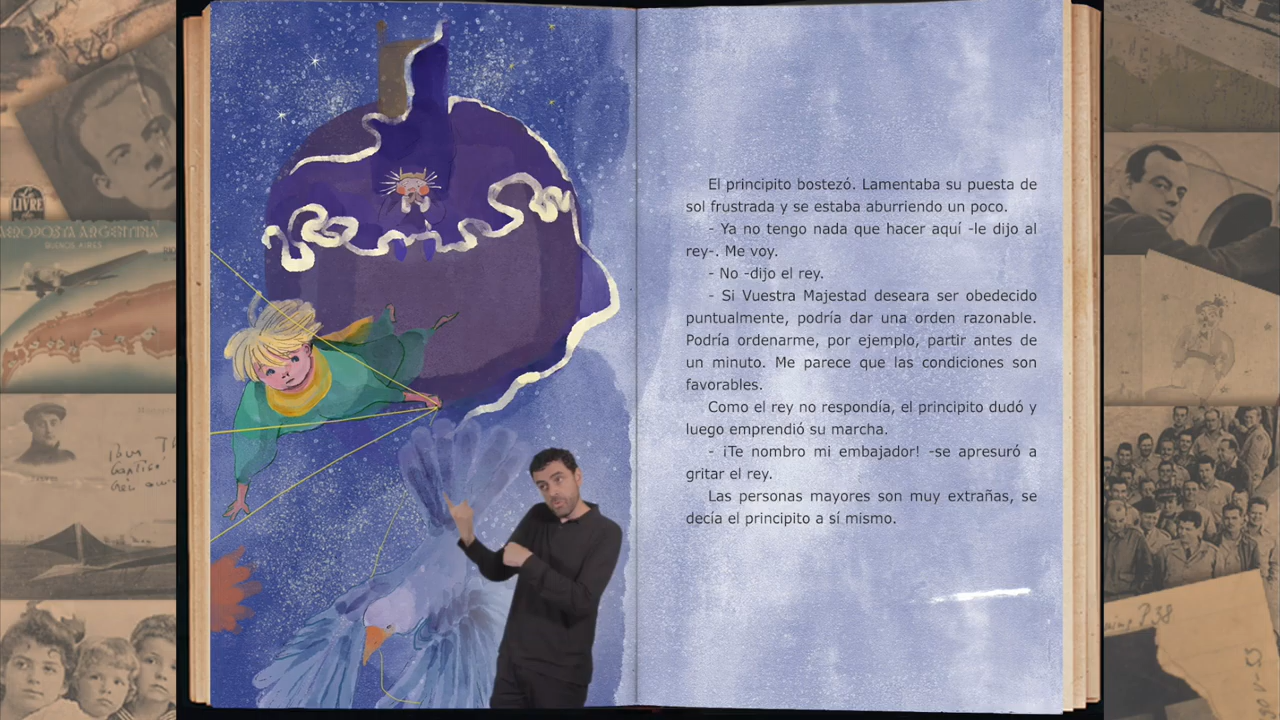 LE
LIVRE
de
AEROPOSTA ARGENTINA
BUENOS AIRES
El principito bostezó. Lamentaba su puesta de
sol frustrada y se estaba aburriendo un poco.
- Ya no tengo nada que hacer aquí -le dijo al
rey-. Me voy.
- No -dijo el rey.
- Si Vuestra Majestad deseara ser obedecido
puntualmente, podría dar una orden razonable.
Podría ordenarme, por ejemplo, partir antes de
un minuto. Me parece que las condiciones son
favorables.
Como el rey no respondía, el principito dudó y
luego emprendió su marcha.
- ¡Te nombro mi embajador! -se apresuró a
gritar el rey.
Las personas mayores son muy extrañas, se
decía el principito a sí mismo.
P38